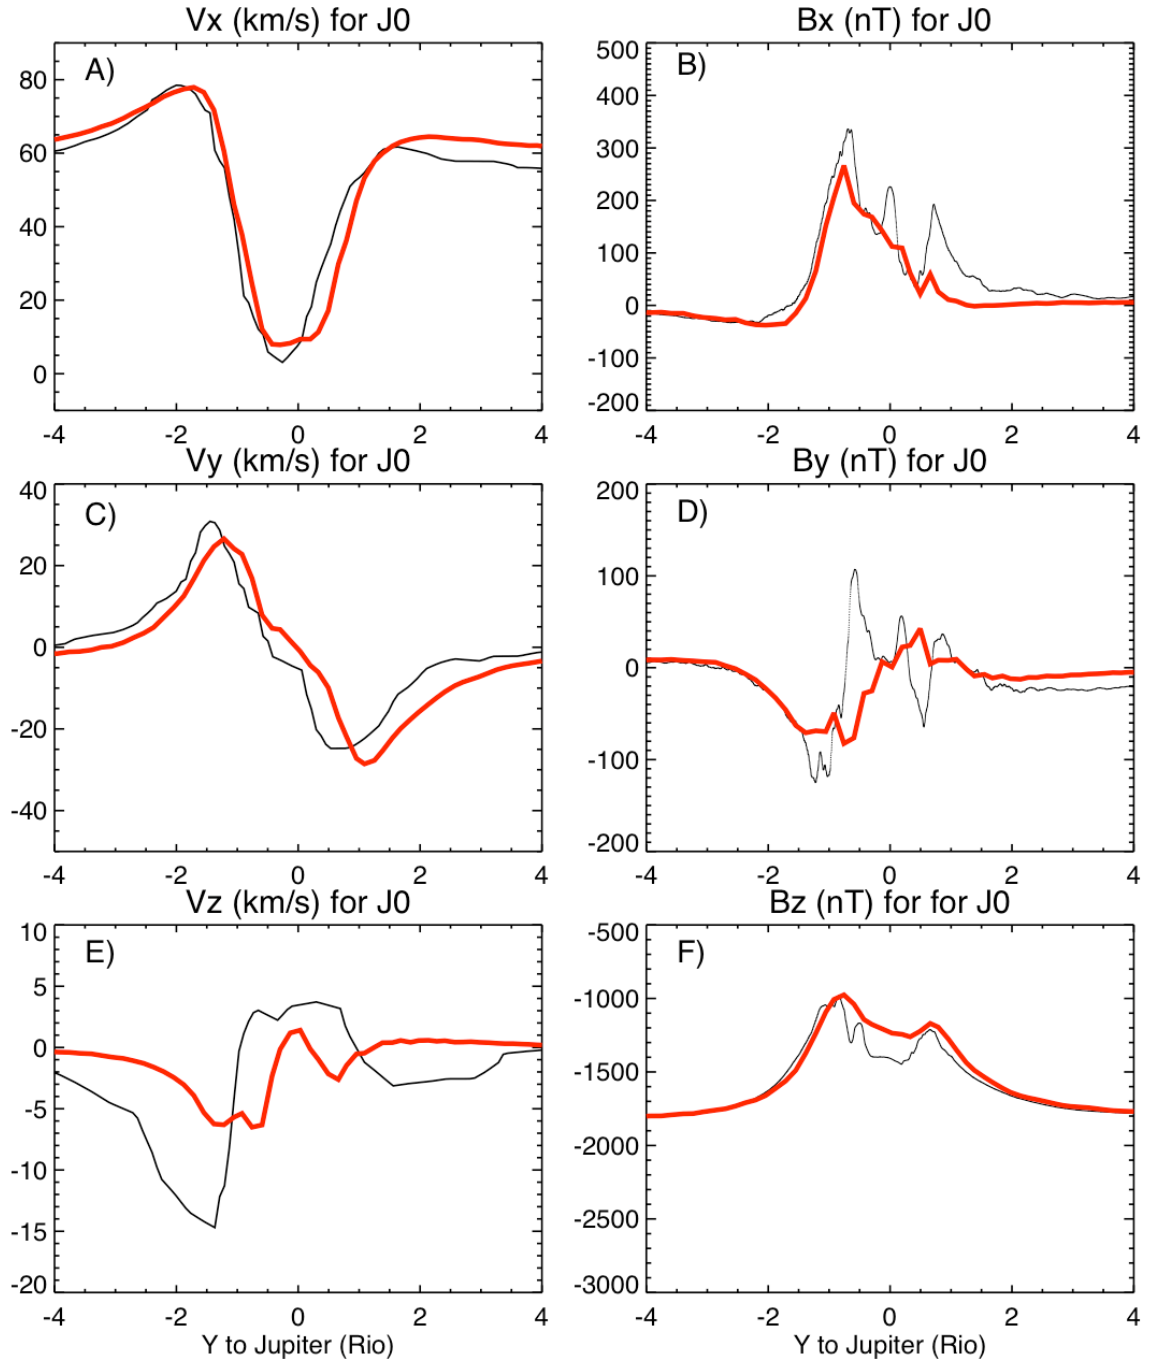 Vx (km/s) for J0
A)
80
60
40
20
0
-4 -2 0 2 4
Bx (nT) for J0
B)
500
400
300
200
100
0
-100
-200
-4 -2 0 2 4
Vy (km/s) for J0
C)
40
20
0
-20
-40
-4 -2 0 2 4
By (nT) for J0
D)
200
100
0
-100
-200
-4 -2 0 2 4
Vz (km/s) for J0
E)
10
5
0
-5
-10
-15
-20
-4 -2 0 2 4
Y to Jupiter (Rio)
Bz (nT) for for J0
F)
-500
-1000
-1500
-2000
-2500
-3000
-4 -2 0 2 4
Y to Jupiter (Rio)